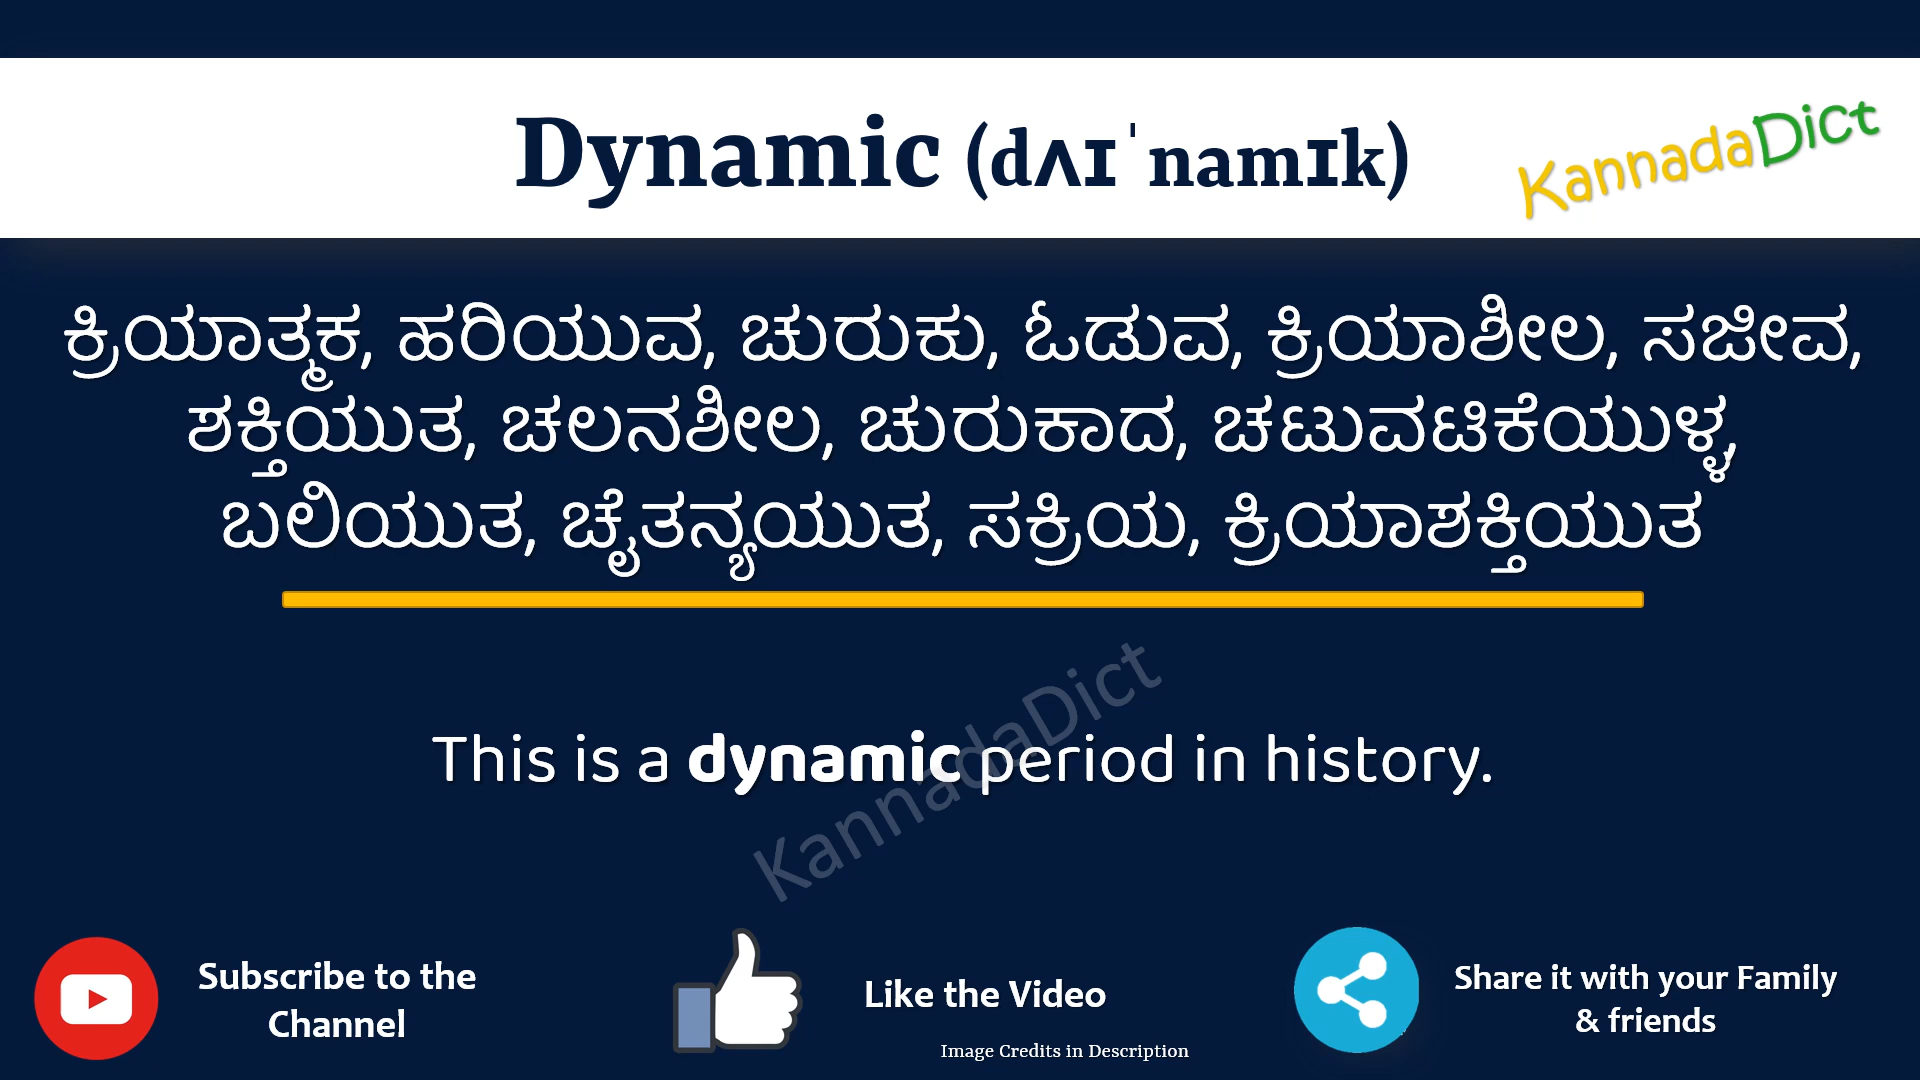 Dynamic (dʌɪˈnamɪk)
KannadaDict
ಕ್ರಿಯಾತ್ಮಕ, ಹರಿಯುವ, ಚುರುಕು, ಓಡುವ, ಕ್ರಿಯಾಶೀಲ, ಸಜೀವ,
ಶಕ್ತಿಯುತ, ಚಲನಶೀಲ, ಚುರುಕಾದ, ಚಟುವಟಿಕೆಯುಳ್ಳ,
ಬಲಿಯುತ, ಚೈತನ್ಯಯುತ, ಸಕ್ರಿಯ, ಕ್ರಿಯಾಶಕ್ತಿಯುತ
This is a dynamic period in history.
KannadaDict
Subscribe to the
Channel
Like the Video
Share it with your Family
& friends
Image Credits in Description